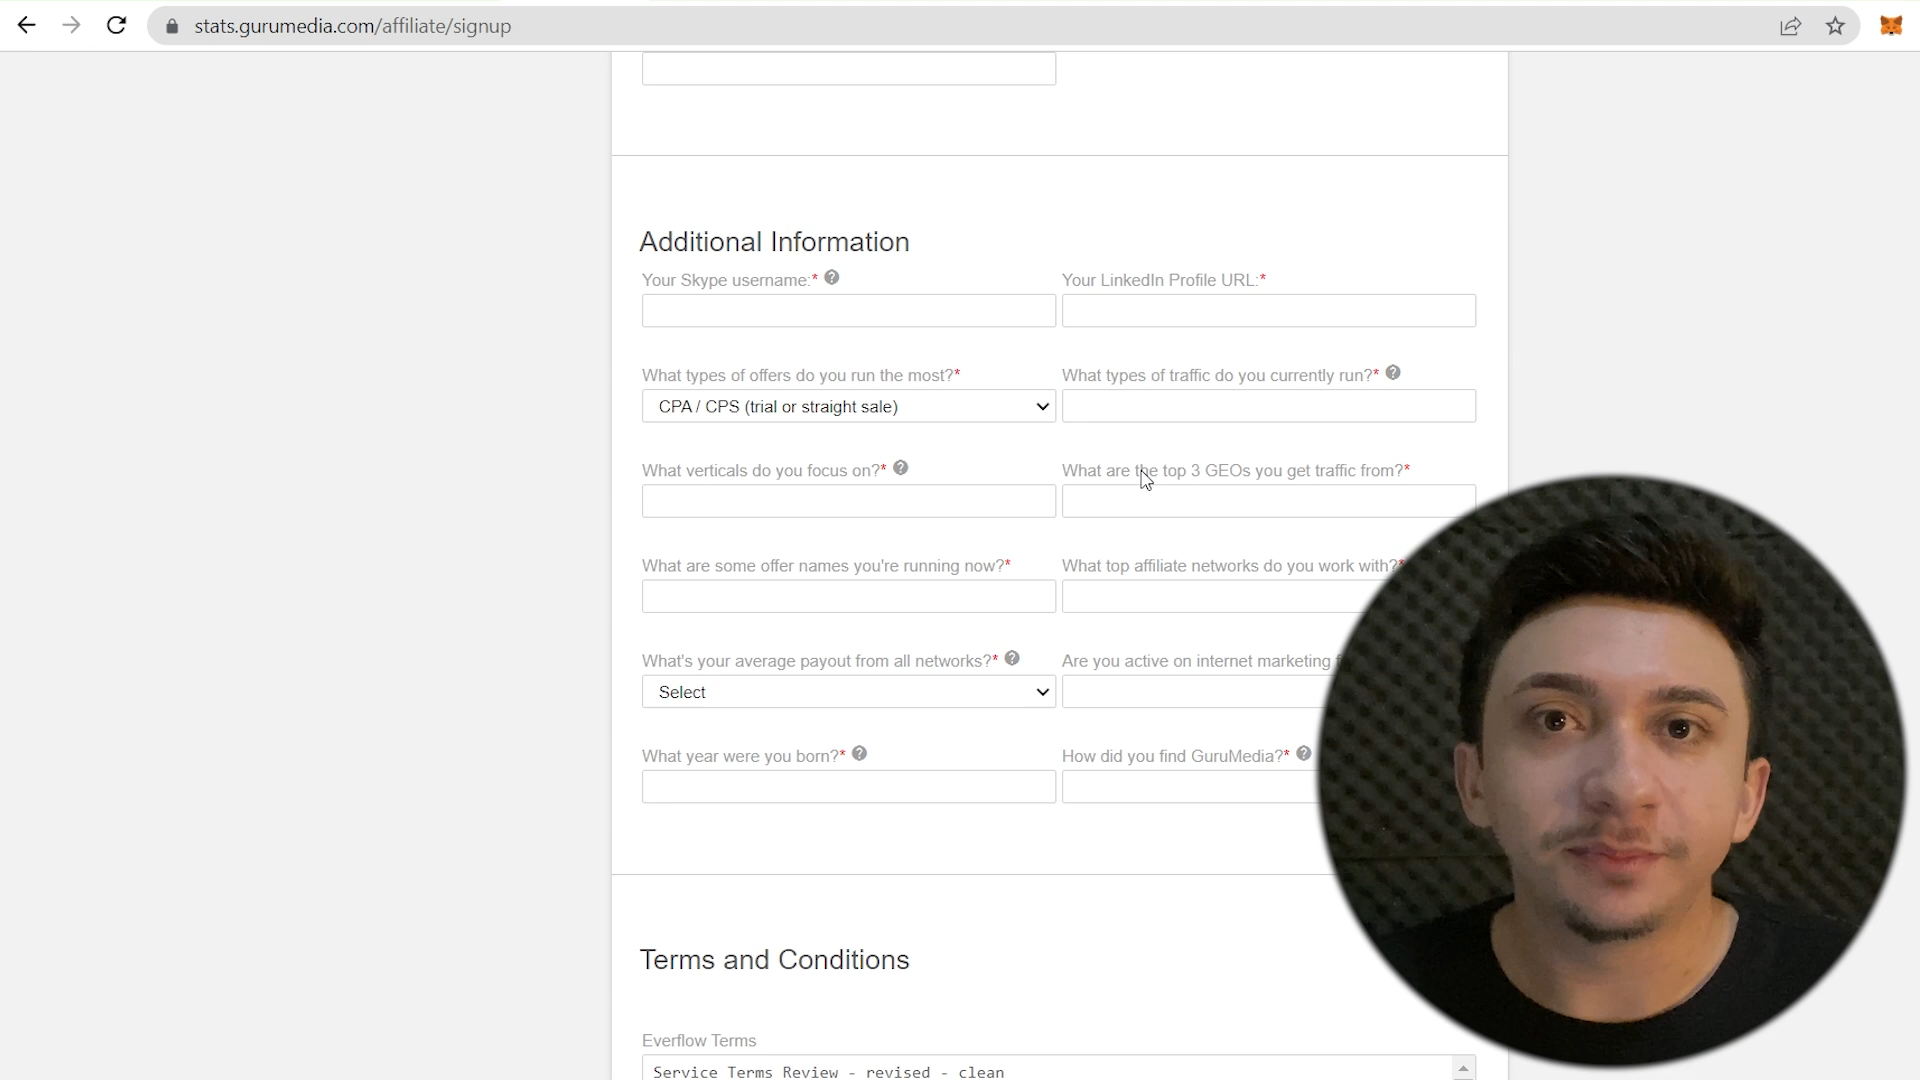 stats.gurumedia.com/affiliate/signup
Additional Information
Your Skype username:*
Your LinkedIn Profile URL:*
What types of offers do you run the most?*
What types of traffic do you currently run?*
CPA / CPS (trial or straight sale)
What verticals do you focus on?*
What are the top 3 GEOs you get traffic from?*
What are some offer names you're running now?*
What top affiliate networks do you work with?*
What's your average payout from all networks?*
Are you active on internet marketing
Select
What year were you born?*
How did you find GuruMedia?*
Terms and Conditions
Everflow Terms
Service Terms Review - revised - clean